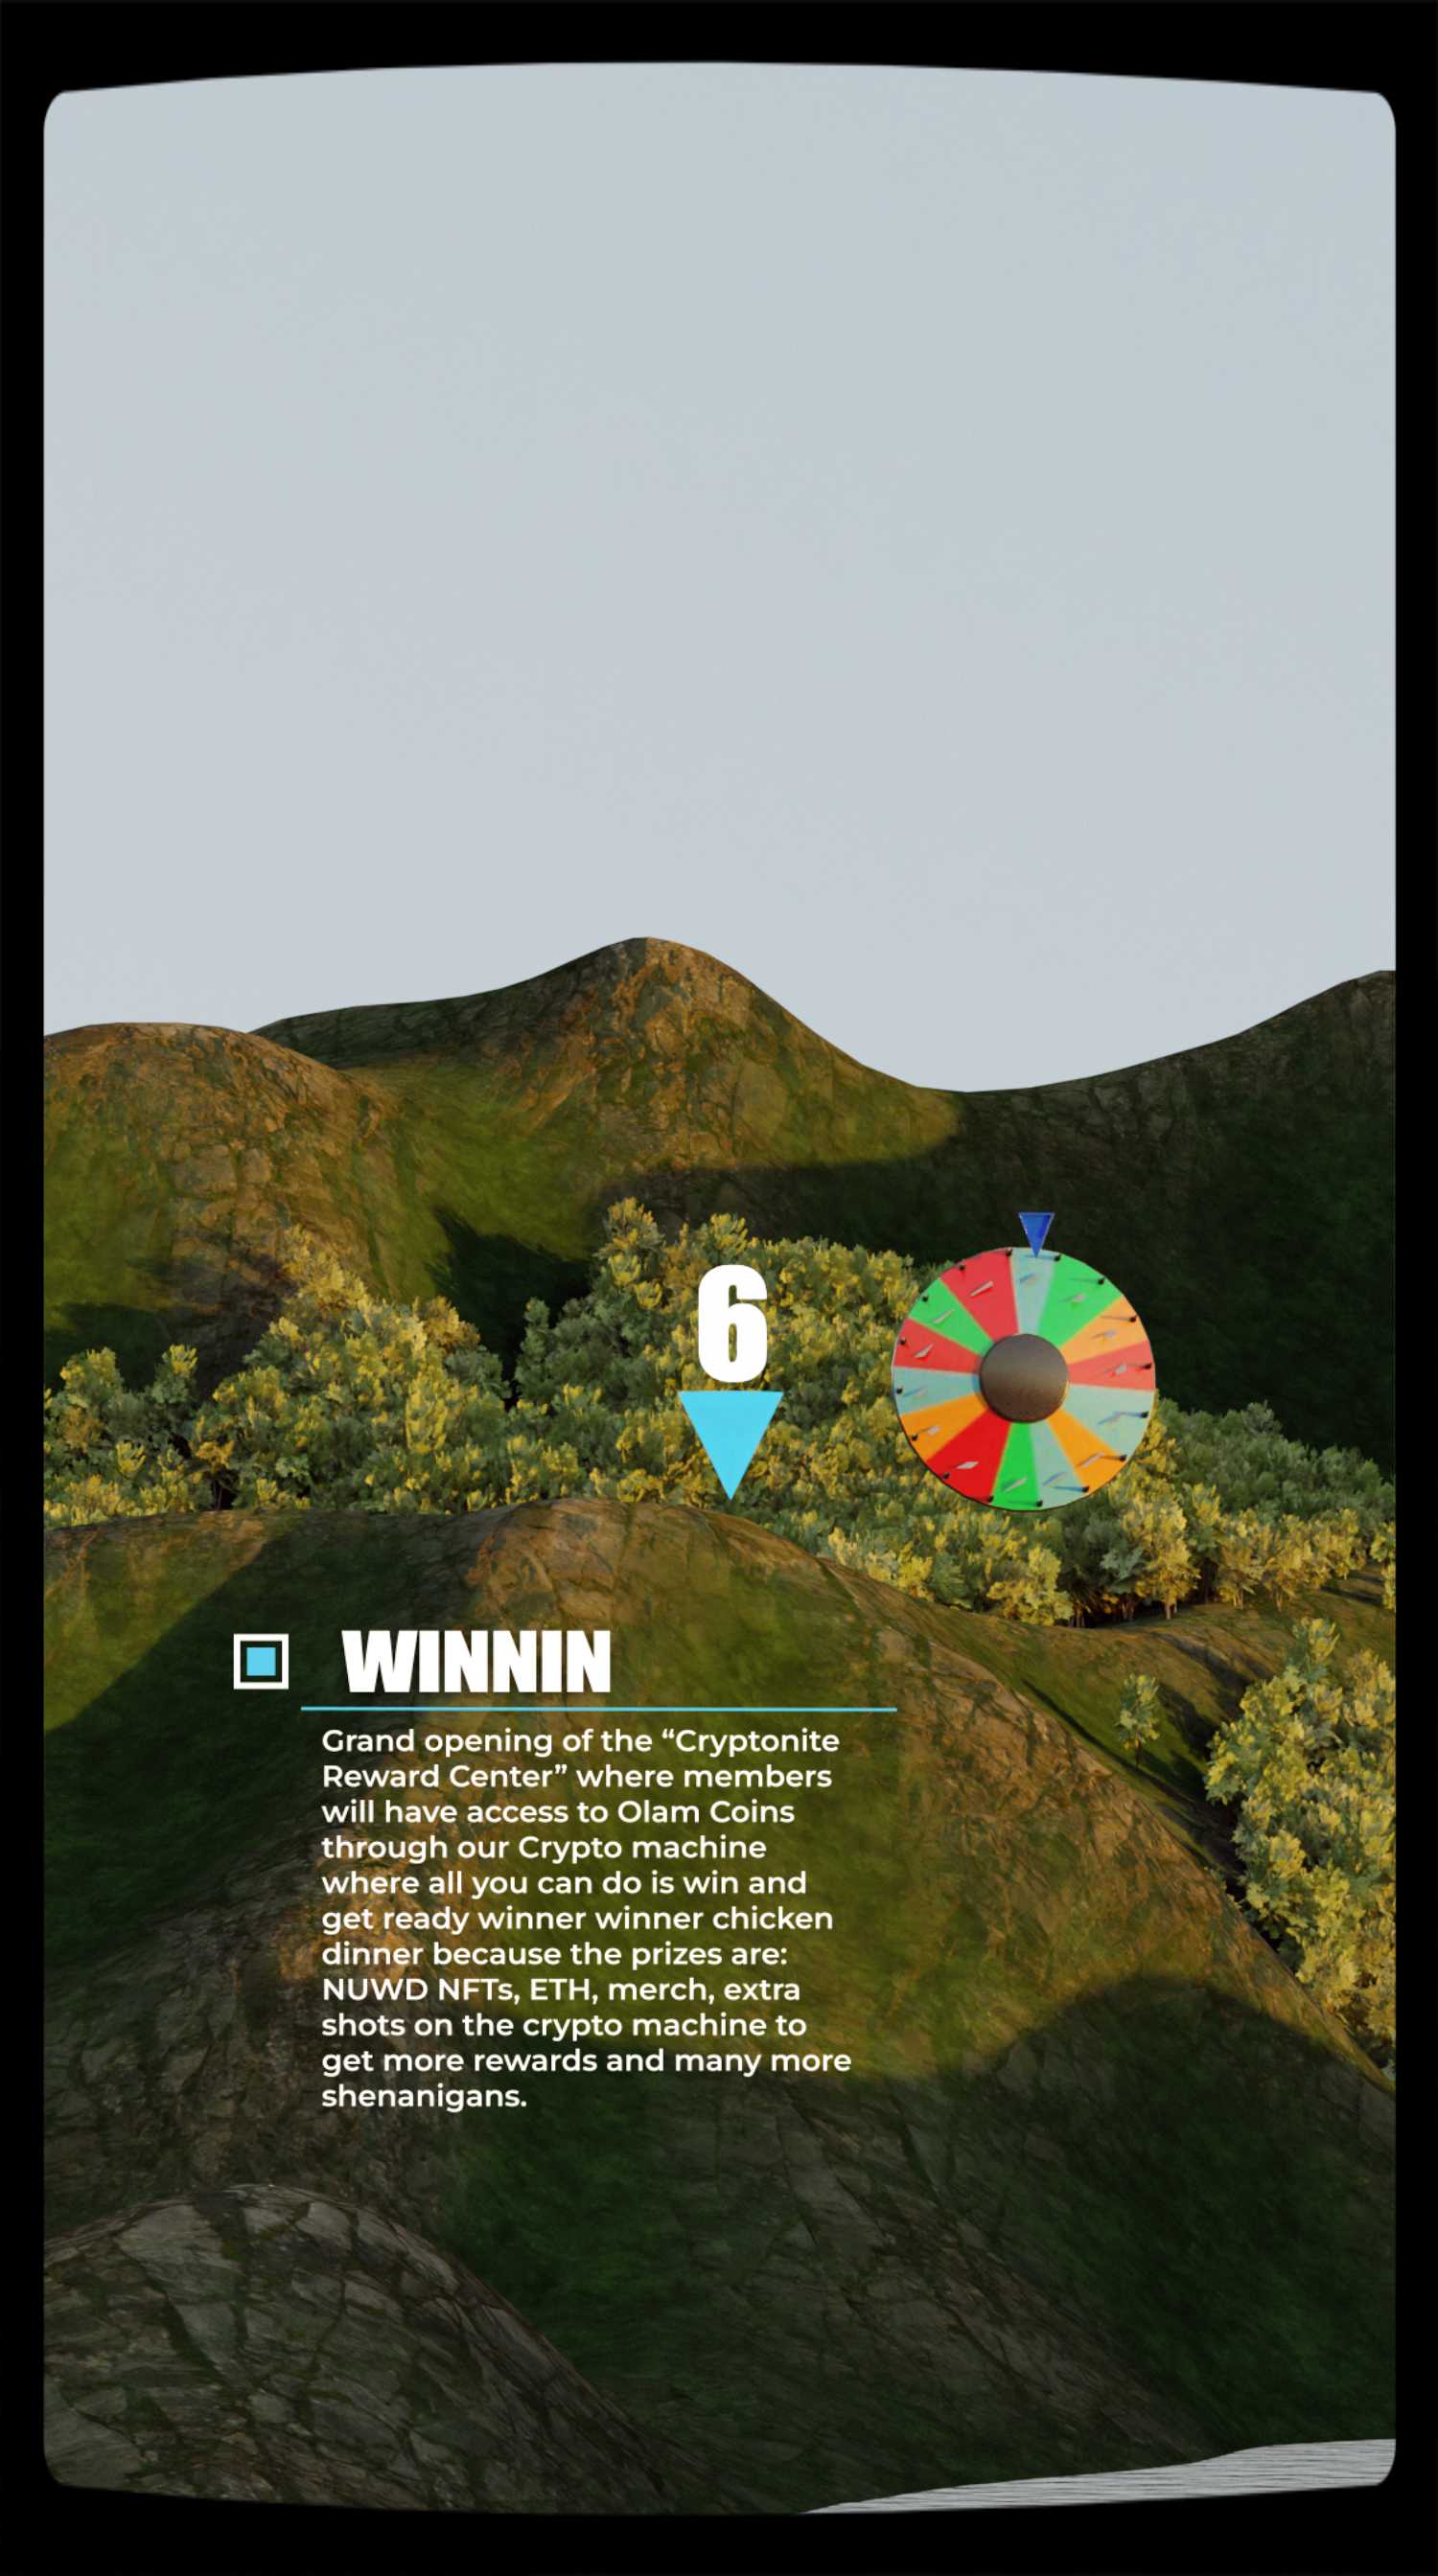 6
WINNIN
Grand opening of the “Cryptonite
Reward Center” where members
will have access to Olam Coins
through our Crypto machine
where all you can do is win and
get ready winner winner chicken
dinner because the prizes are:
NUWD NFTs, ETH, merch, extra
shots on the crypto machine to
get more rewards and many more
shenanigans.